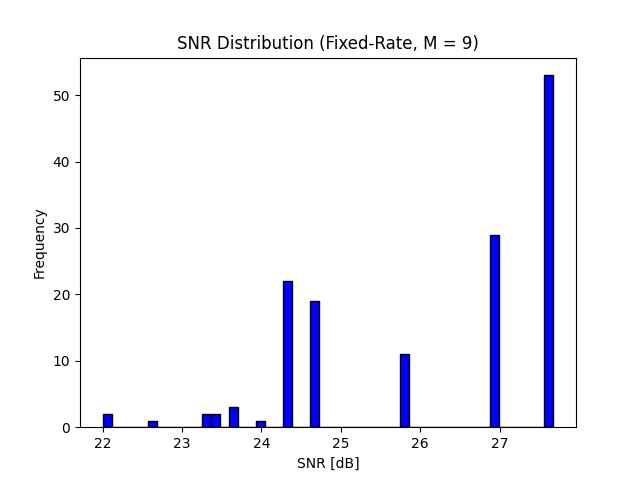 SNR Distribution (Fixed-Rate, M = 9)
Frequency
50
40
30
20
10
0
22 23 24 25 26 27
SNR [dB]